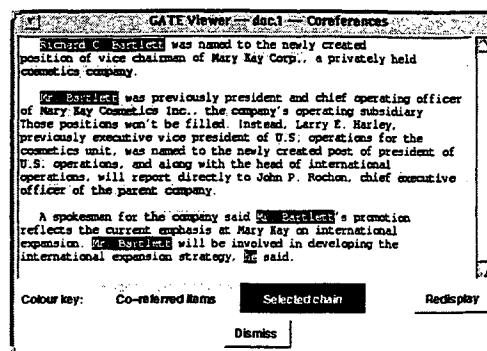 GATE Viewer — doc.1 — Coreferences
Richard C. Bartlett was named to the newly created
position of vice chairman of Mary Kay Corp., a privately held
cosmetics company.
Mr. Bartlett was previously president and chief operating officer
of Mary Kay Cosmetics Inc., the company's operating subsidiary
Those positions won't be filled. Instead, Larry E. Harley,
previously executive vice president of U.S. operations for the
cosmetics unit, was named to the newly created post of president of
U.S. operations, and along with the head of international
operations, will report directly to John P. Rochon, chief executive
officer of the parent company.
A spokesman for the company said Mr. Bartlett's promotion
reflects the current emphasis at Mary Kay on international
expansion. Mr. Bartlett will be involved in developing the
international expansion strategy, he said.
Colour key: Co-referred items Selected chain Redisplay
Dismiss